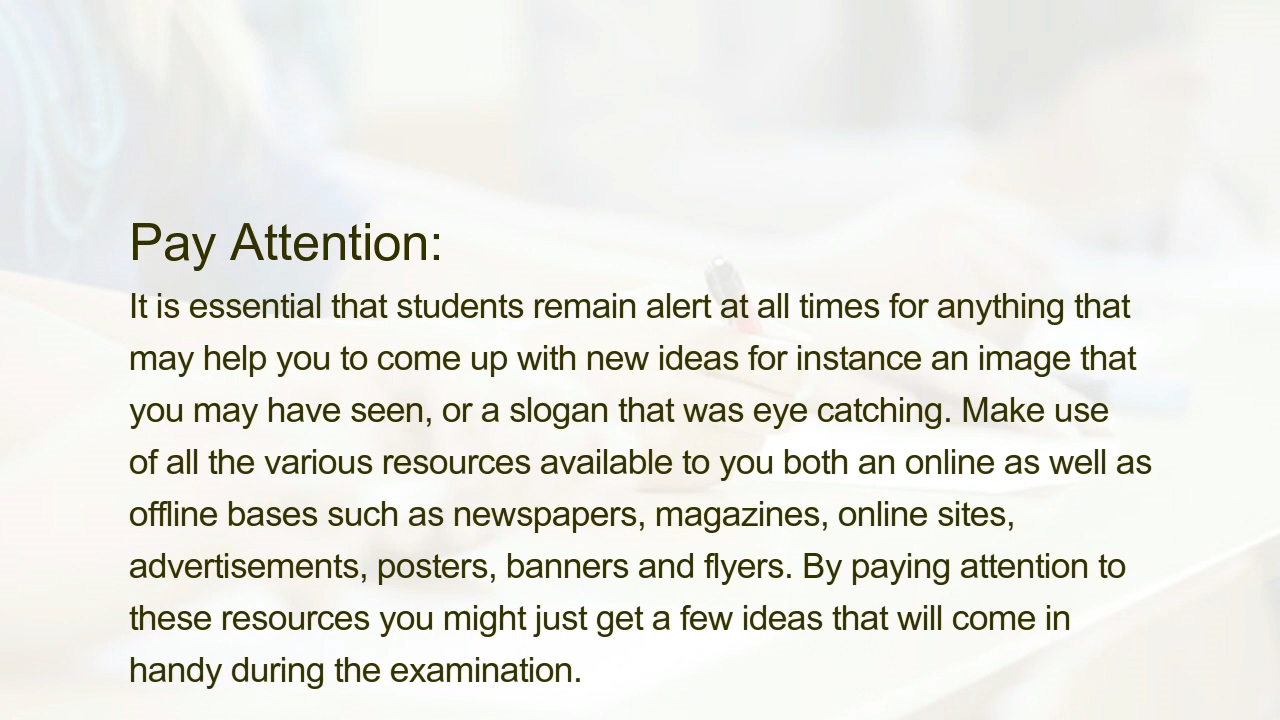 Pay Attention:
It is essential that students remain alert at all times for anything that
may help you to come up with new ideas for instance an image that
you may have seen, or a slogan that was eye catching. Make use
of all the various resources available to you both an online as well as
offline bases such as newspapers, magazines, online sites,
advertisements, posters, banners and flyers. By paying attention to
these resources you might just get a few ideas that will come in
handy during the examination.